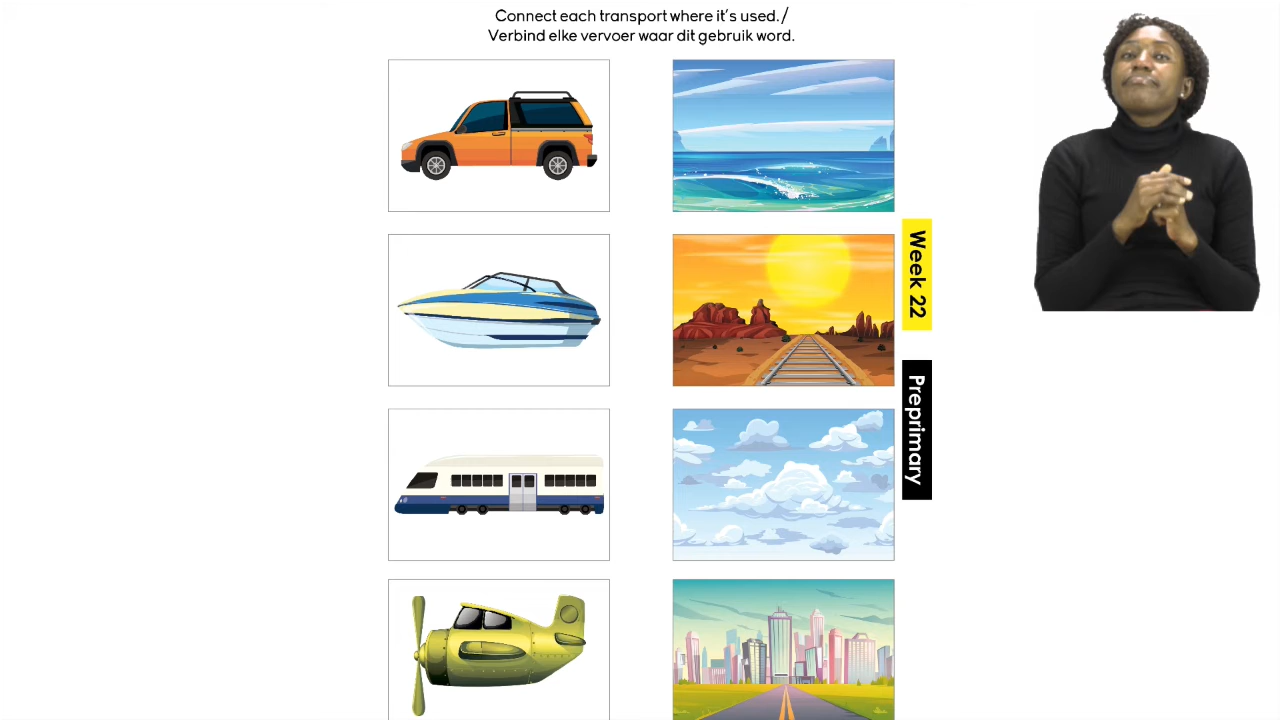 Connect each transport where it's used./
Verbind elke vervoer waar dit gebruik word.
Week 22
Preprimary